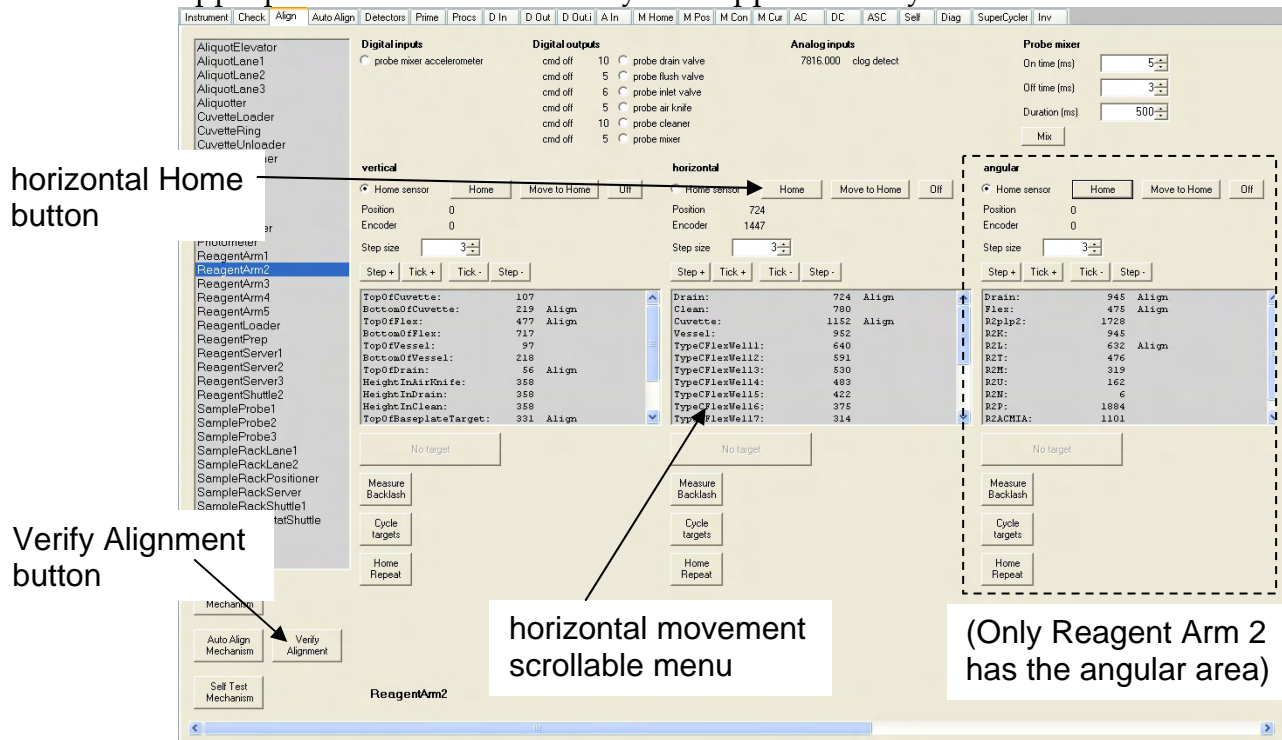 Instrument Check Align Auto Align Detectors Prime Procs D In D Out D Out.i A In M Home M Pos M Con M Cur AC DC ASC Self Diag SuperCycler Inv
AliquotElevator
AliquotLane1
AliquotLane2
AliquotLane3
Aliquotter
CuvetteLoader
CuvetteRing
CuvetteUnloader
ner
er
Photometer
ReagentArm1
ReagentArm2
ReagentArm3
ReagentArm4
ReagentArm5
ReagentLoader
ReagentPrep
ReagentServer1
ReagentServer2
ReagentServer3
ReagentShuttle2
SampleProbe1
SampleProbe2
SampleProbe3
SampleRackLane1
SampleRackLane2
SampleRackPositioner
SampleRackServer
SampleRackShuttle1
tatShuttle
horizontal Home
button
Verify Alignment
button
Mechanism
Auto Align
Mechanism
Verify
Alignment
Self Test
Mechanism
Digital inputs
probe mixer accelerometer
Digital outputs
cmd off 10 probe drain valve
cmd off 5 probe flush valve
cmd off 6 probe inlet valve
cmd off 5 probe air knife
cmd off 10 probe cleaner
cmd off 5 probe mixer
Analog inputs
7816.000 clog detect
Probe mixer
On time (ms) 5
Off time (ms) 3
Duration (ms) 500
Mix
vertical
Home sensor Home Move to Home Off
Position 0
Encoder 0
Step size 3
Step + Tick + Tick - Step -
TopOfCuvette: 107
BottomOfCuvette: 219 Align
TopOfFlex: 477 Align
BottomOfFlex: 717
TopOfVessel: 97
BottomOfVessel: 218
TopOfDrain: 56 Align
HeightInAirKnife: 358
HeightInDrain: 358
HeightInClean: 358
TopOfBaseplateTarget: 331 Align
No target
Measure
Backlash
Cycle
targets
Home
Repeat
horizontal
Home sensor Home Move to Home Off
Position 724
Encoder 1447
Step size 3
Step + Tick + Tick - Step -
Drain: 724 Align
Clean: 780
Cuvette: 1152 Align
Vessel: 952
TypeCFlexWell1: 640
TypeCFlexWell2: 591
TypeCFlexWell3: 530
TypeCFlexWell4: 483
TypeCFlexWell5: 422
TypeCFlexWell6: 375
TypeCFlexWell7: 314
No target
Measure
Backlash
Cycle
targets
Home
Repeat
horizontal movement
scrollable menu
angular
Home sensor Home Move to Home Off
Position 0
Encoder 0
Step size 3
Step + Tick + Tick - Step -
Drain: 945 Align
Flex: 475 Align
R2plp2: 1728
R2K: 945
R2L: 632 Align
R2T: 476
R2M: 319
R2U: 162
R2N: 6
R2P: 1884
R2ACMIA: 1101
No target
Measure
Backlash
Cycle
targets
Home
Repeat
(Only Reagent Arm 2
has the angular area)
ReagentArm2